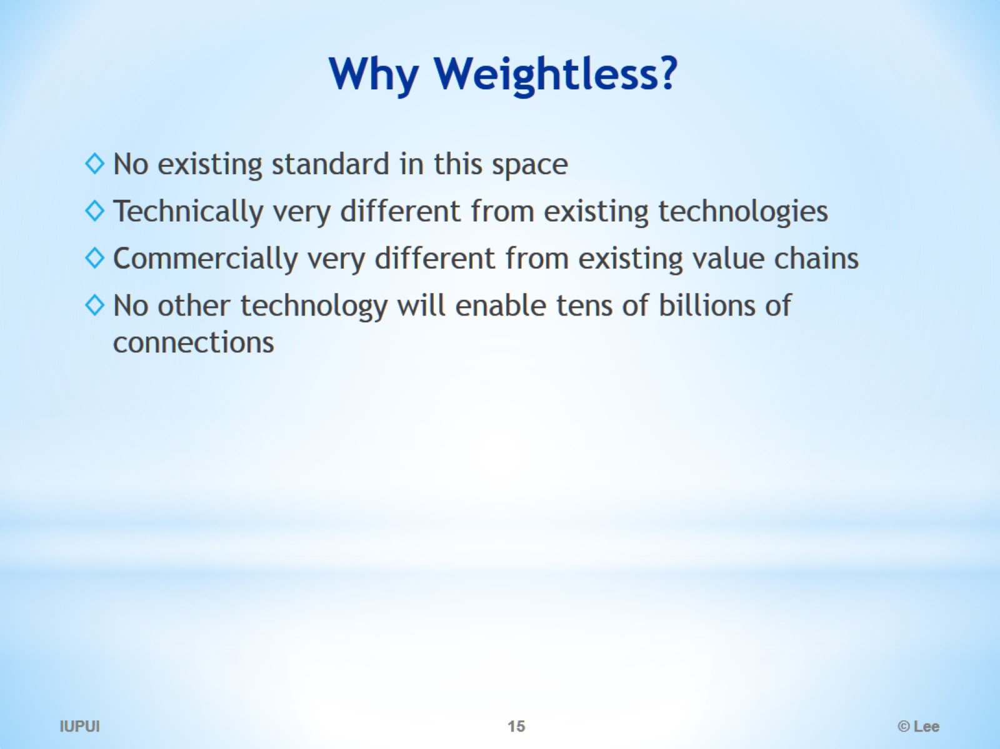 Why Weightless?
No existing standard in this space
Technically very different from existing technologies
Commercially very different from existing value chains
No other technology will enable tens of billions of
connections
IUPUI
15
© Lee